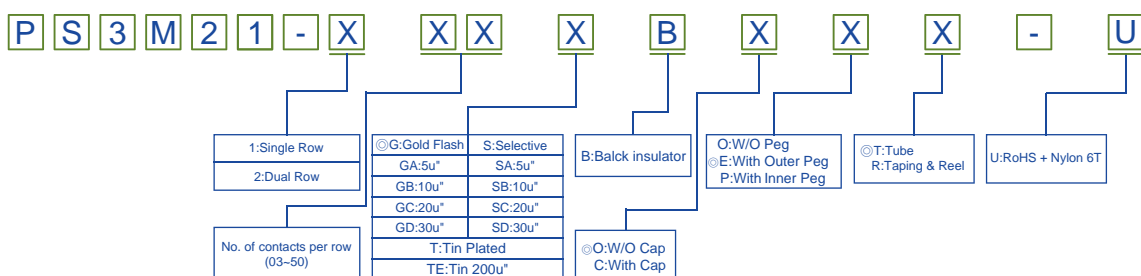 P S 3 M 2 1 - X X X X B X X X - U
1:Single Row
2:Dual Row
No. of contacts per row
(03~50)
◎G:Gold Flash S:Selective
GA:5u" SA:5u"
GB:10u" SB:10u"
GC:20u" SC:20u"
GD:30u" SD:30u"
T:Tin Plated
TE:Tin 200u"
B:Balck insulator
◎O:W/O Cap
C:With Cap
O:W/O Peg
◎E:With Outer Peg
P:With Inner Peg
◎T:Tube
R:Taping & Reel
U:RoHS + Nylon 6T